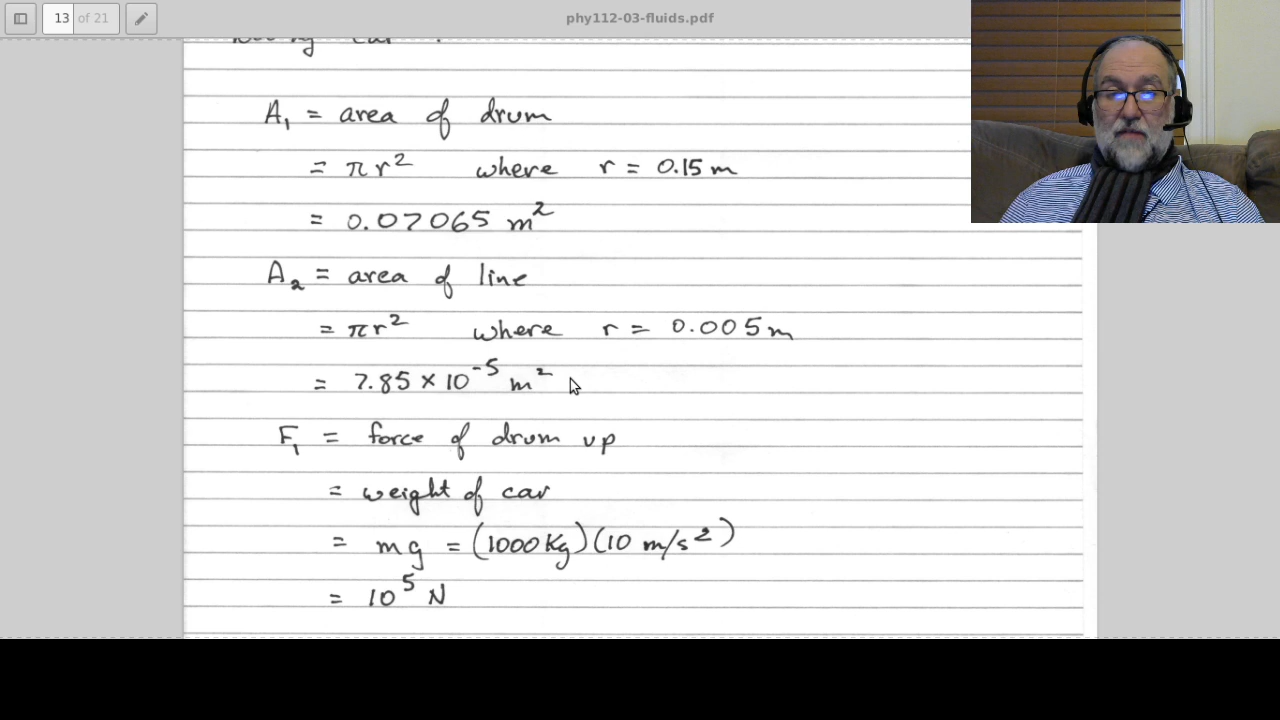 13 of 21
phy112-03-fluids.pdf
A₁ = area of drum
= πr² where r = 0.15 m
= 0.07065 m²
A₂ = area of line
= πr² where r = 0.005 m
= 7.85 × 10⁻⁵ m²
F₁ = force of drum up
= weight of car
= mg = (1000 Kg)(10 m/s²)
= 10⁵ N